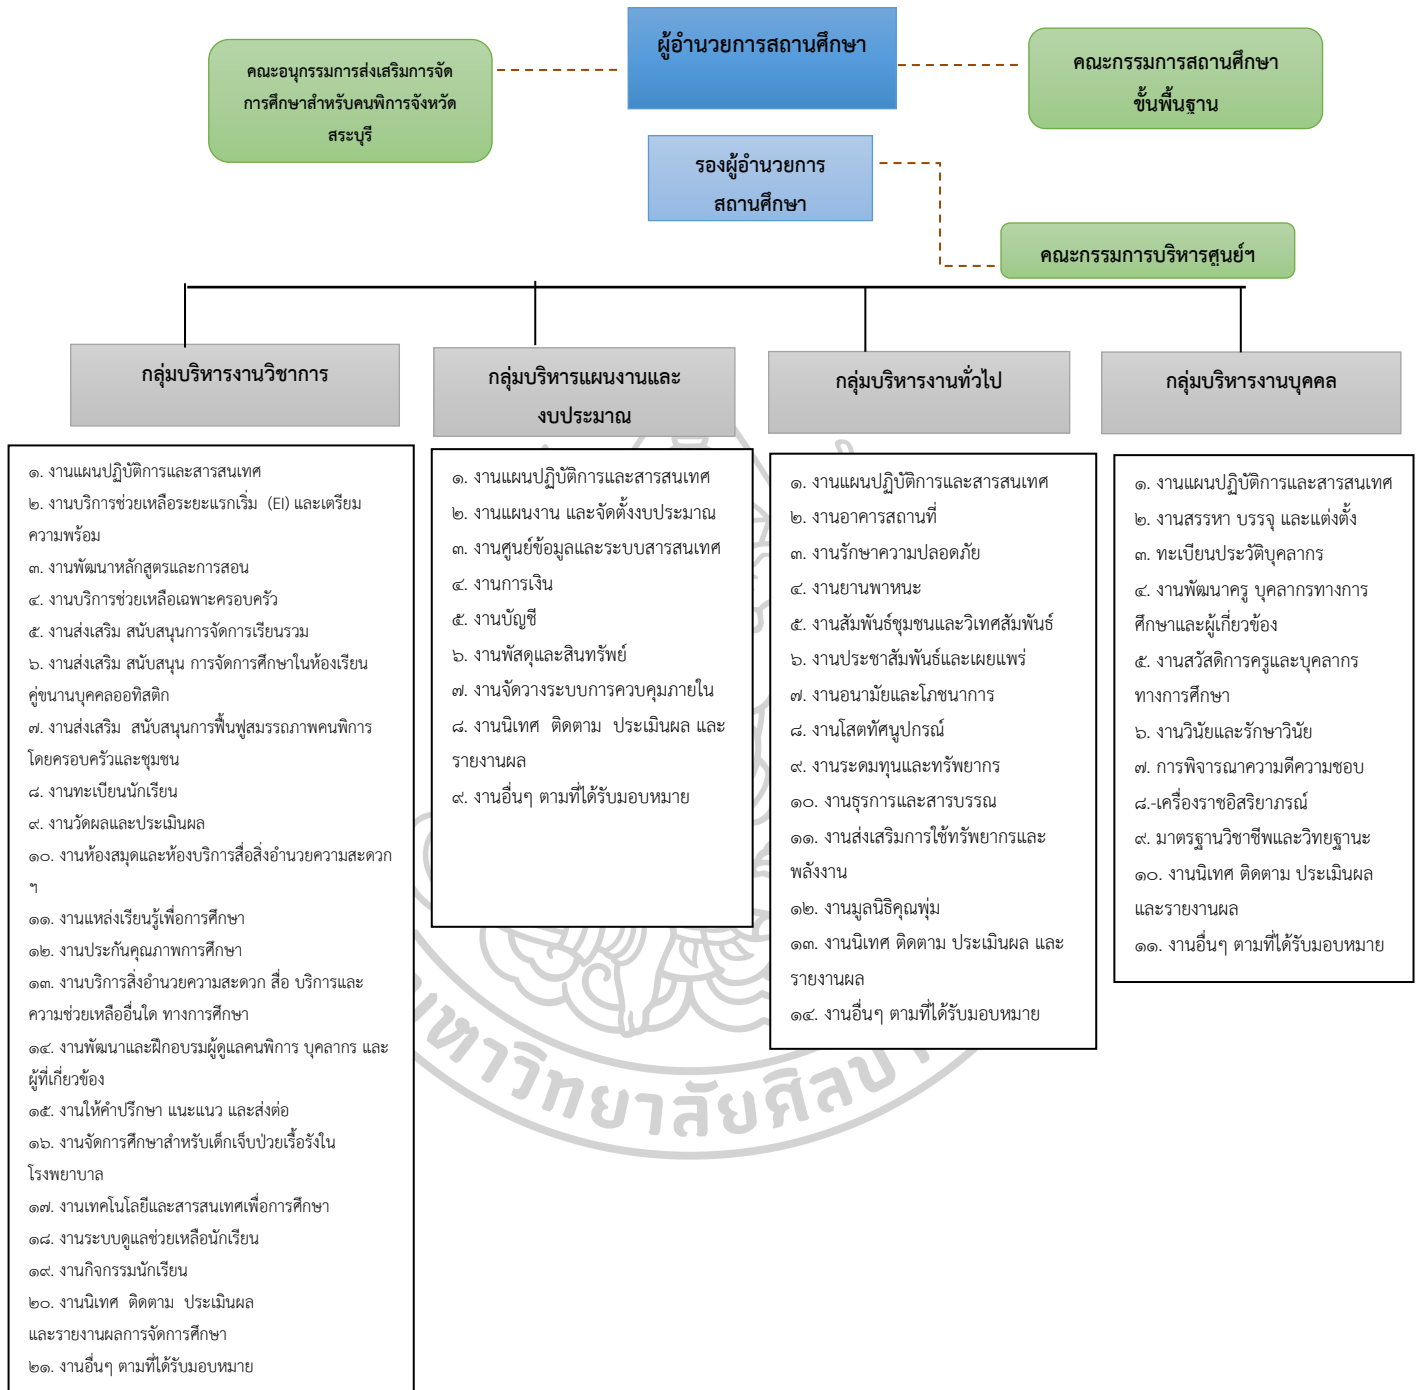 ผู้อำนวยการสถานศึกษา
คณะอนุกรรมการส่งเสริมการจัด
การศึกษาสำหรับคนพิการจังหวัด
สระบุรี
คณะกรรมการสถานศึกษา
ขั้นพื้นฐาน
รองผู้อำนวยการ
สถานศึกษา
คณะกรรมการบริหารศูนย์ฯ
กลุ่มบริหารงานวิชาการ
กลุ่มบริหารแผนงานและ
งบประมาณ
กลุ่มบริหารงานทั่วไป
กลุ่มบริหารงานบุคคล
๑. งานแผนปฏิบัติการและสารสนเทศ
๒. งานบริการช่วยเหลือระยะแรกเริ่ม (EI) และเตรียม
ความพร้อม
๓. งานพัฒนาหลักสูตรและการสอน
๔. งานบริการช่วยเหลือเฉพาะครอบครัว
๕. งานส่งเสริม สนับสนุนการจัดการเรียนรวม
๖. งานส่งเสริม สนับสนุน การจัดการศึกษาในห้องเรียน
คู่ขนานบุคคลออทิสติก
๗. งานส่งเสริม สนับสนุนการฟื้นฟูสมรรถภาพคนพิการ
โดยครอบครัวและชุมชน
๘. งานทะเบียนนักเรียน
๙. งานวัดผลและประเมินผล
๑๐. งานห้องสมุดและห้องบริการสื่อสิ่งอำนวยความสะดวก
ฯ
๑๑. งานแหล่งเรียนรู้เพื่อการศึกษา
๑๒. งานประกันคุณภาพการศึกษา
๑๓. งานบริการสิ่งอำนวยความสะดวก สื่อ บริการและ
ความช่วยเหลืออื่นใด ทางการศึกษา
๑๔. งานพัฒนาและฝึกอบรมผู้ดูแลคนพิการ บุคลากร และ
ผู้ที่เกี่ยวข้อง
๑๕. งานให้คำปรึกษา แนะแนว และส่งต่อ
๑๖. งานจัดการศึกษาสำหรับเด็กเจ็บป่วยเรื้อรังใน
โรงพยาบาล
๑๗. งานเทคโนโลยีและสารสนเทศเพื่อการศึกษา
๑๘. งานระบบดูแลช่วยเหลือนักเรียน
๑๙. งานกิจกรรมนักเรียน
๒๐. งานนิเทศ ติดตาม ประเมินผล
และรายงานผลการจัดการศึกษา
๒๑. งานอื่นๆ ตามที่ได้รับมอบหมาย
๑. งานแผนปฏิบัติการและสารสนเทศ
๒. งานแผนงาน และจัดตั้งงบประมาณ
๓. งานศูนย์ข้อมูลและระบบสารสนเทศ
๔. งานการเงิน
๕. งานบัญชี
๖. งานพัสดุและสินทรัพย์
๗. งานจัดวางระบบการควบคุมภายใน
๘. งานนิเทศ ติดตาม ประเมินผล และ
รายงานผล
๙. งานอื่นๆ ตามที่ได้รับมอบหมาย
๑. งานแผนปฏิบัติการและสารสนเทศ
๒. งานอาคารสถานที่
๓. งานรักษาความปลอดภัย
๔. งานยานพาหนะ
๕. งานสัมพันธ์ชุมชนและวิเทศสัมพันธ์
๖. งานประชาสัมพันธ์และเผยแพร่
๗. งานอนามัยและโภชนาการ
๘. งานโสตทัศนูปกรณ์
๙. งานระดมทุนและทรัพยากร
๑๐. งานธุรการและสารบรรณ
๑๑. งานส่งเสริมการใช้ทรัพยากรและ
พลังงาน
๑๒. งานมูลนิธิคุณพุ่ม
๑๓. งานนิเทศ ติดตาม ประเมินผล และ
รายงานผล
๑๔. งานอื่นๆ ตามที่ได้รับมอบหมาย
๑. งานแผนปฏิบัติการและสารสนเทศ
๒. งานสรรหา บรรจุ และแต่งตั้ง
๓. ทะเบียนประวัติบุคลากร
๔. งานพัฒนาครู บุคลากรทางการ
ศึกษาและผู้เกี่ยวข้อง
๕. งานสวัสดิการครูและบุคลากร
ทางการศึกษา
๖. งานวินัยและรักษาวินัย
๗. การพิจารณาความดีความชอบ
๘.-เครื่องราชอิสริยาภรณ์
๙. มาตรฐานวิชาชีพและวิทยฐานะ
๑๐. งานนิเทศ ติดตาม ประเมินผล
และรายงานผล
๑๑. งานอื่นๆ ตามที่ได้รับมอบหมาย